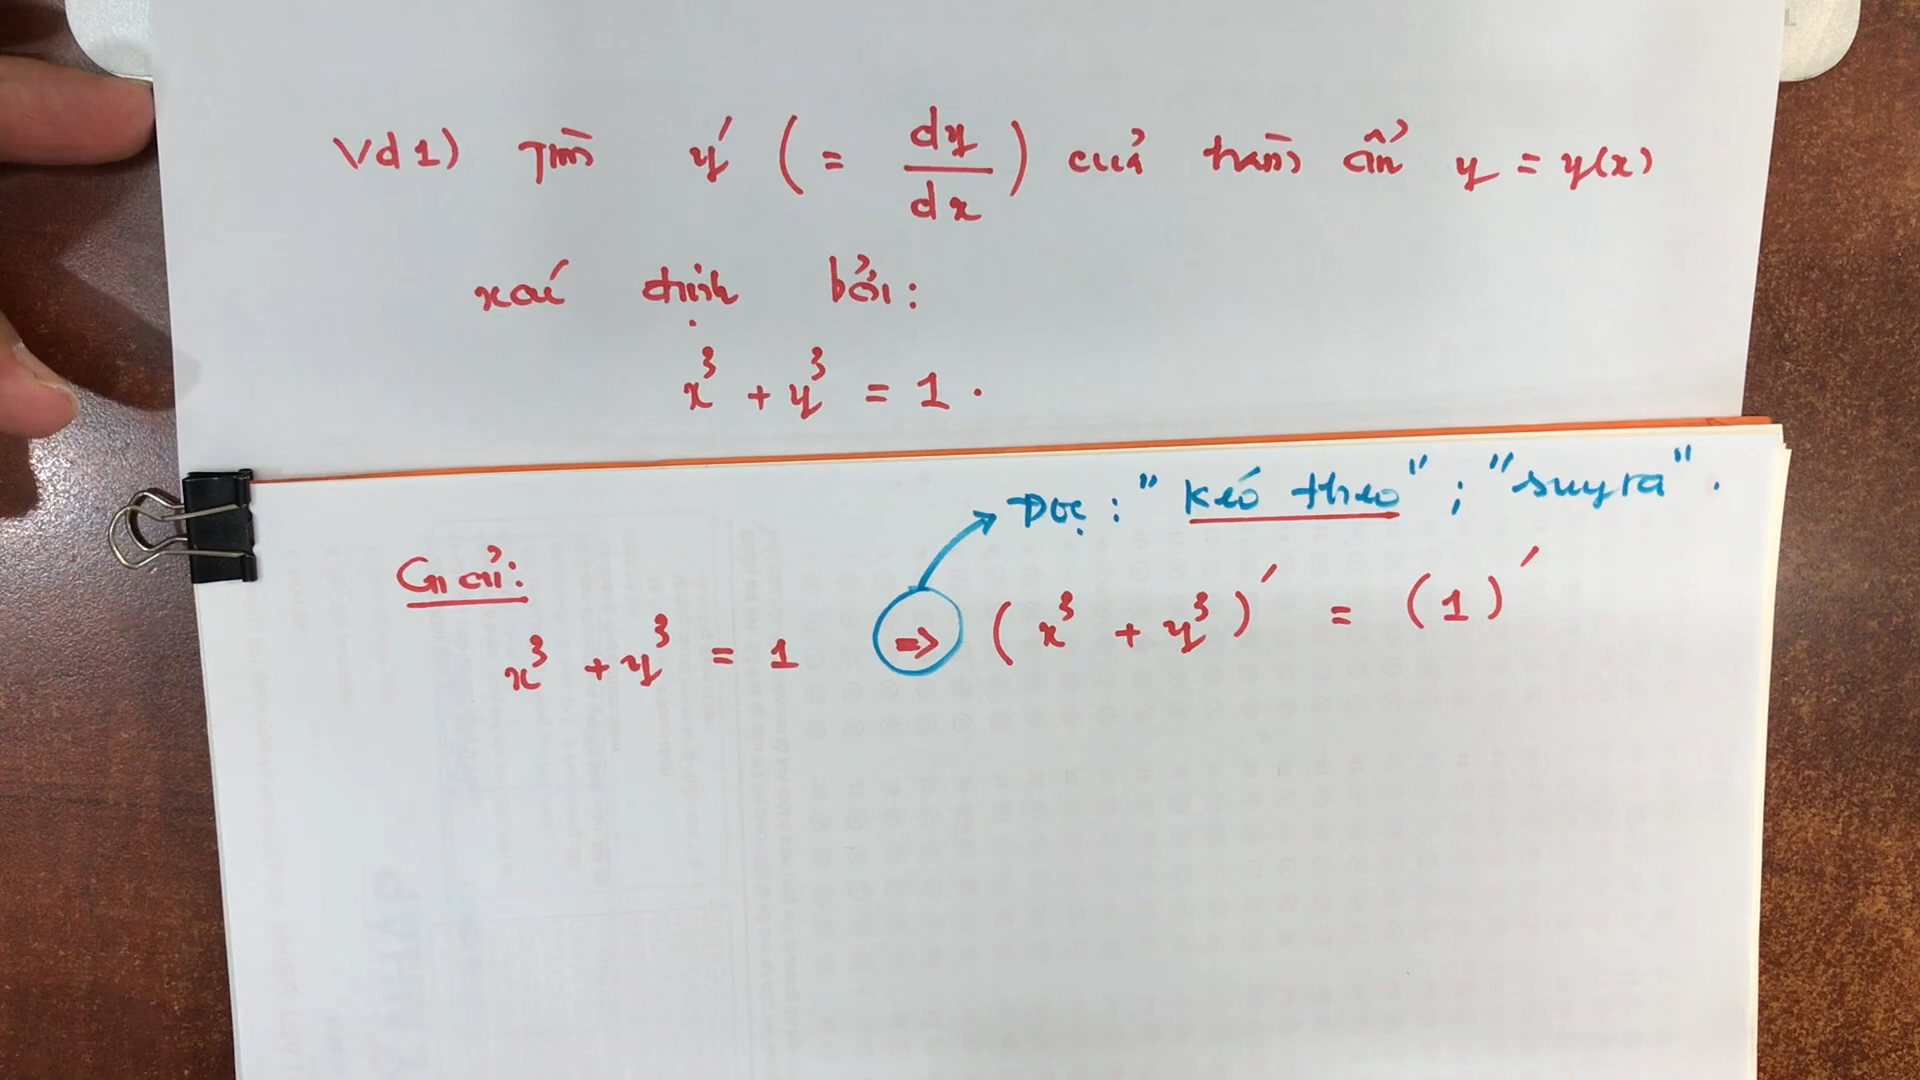 Vd 1) Tìm y' (= dy/dx) của hàm ẩn y = y(x)
xác định bởi:
x³ + y³ = 1.
Đọc: "Kéo theo"; "suy ra".
Giải:
x³ + y³ = 1 => (x³ + y³)' = (1)'